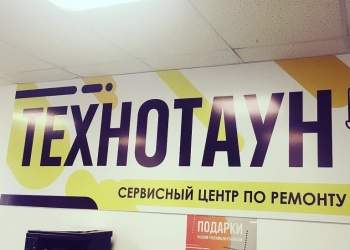 ТЕХНОТАУН
СЕРВИСНЫЙ ЦЕНТР ПО РЕМОНТУ
ПОДАРКИ